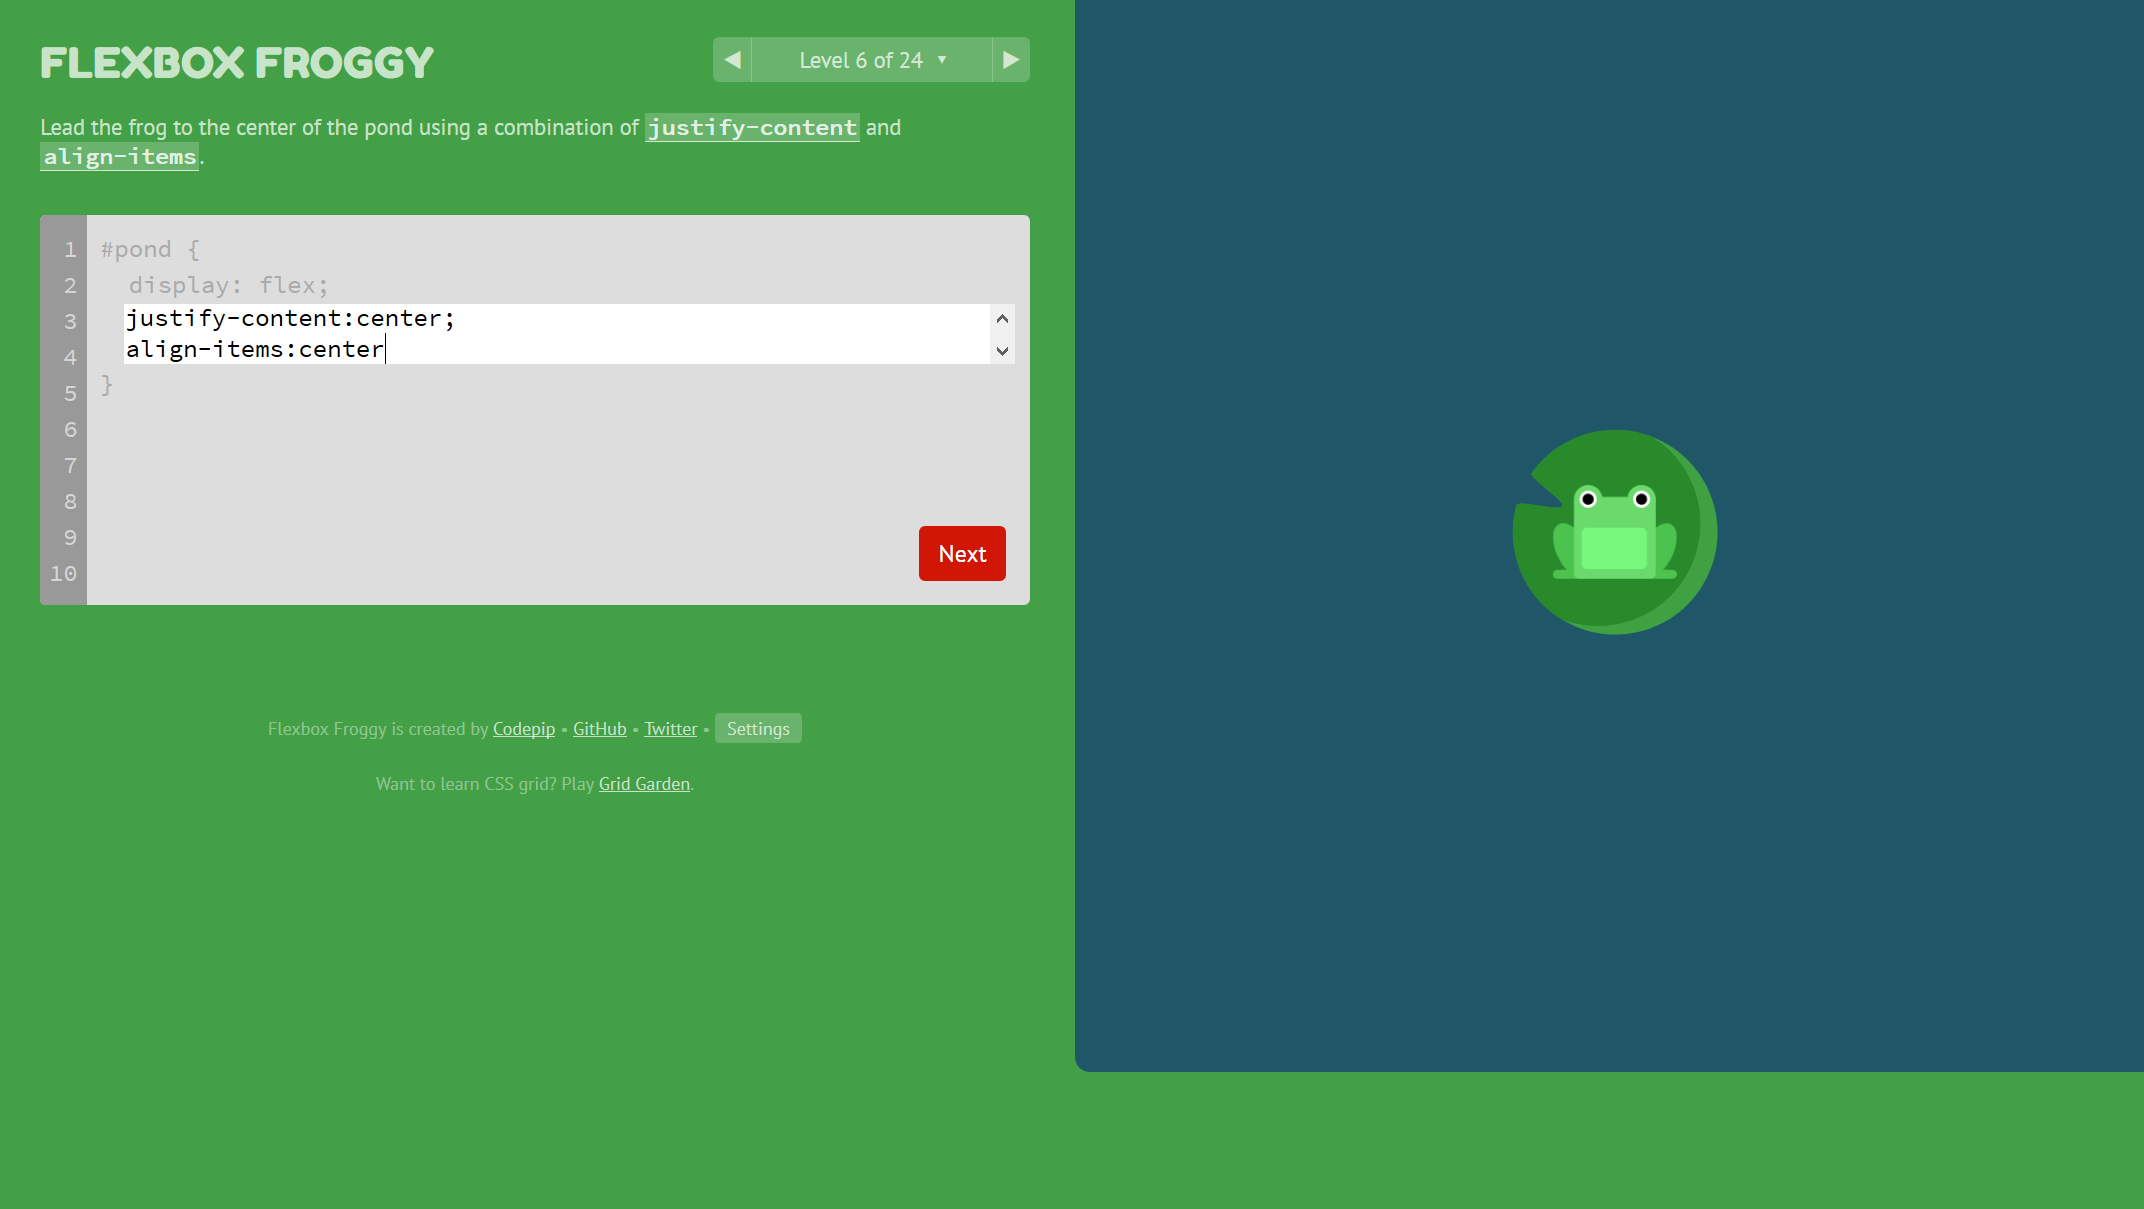 FLEXBOX FROGGY
◀ Level 6 of 24 ▼ ▶
Lead the frog to the center of the pond using a combination of justify-content and
align-items.
1 #pond {
2 display: flex;
3 justify-content:center;
4 align-items:center
5 }
6
7
8
9
10
Next
Flexbox Froggy is created by Codepip • GitHub • Twitter • Settings
Want to learn CSS grid? Play Grid Garden.